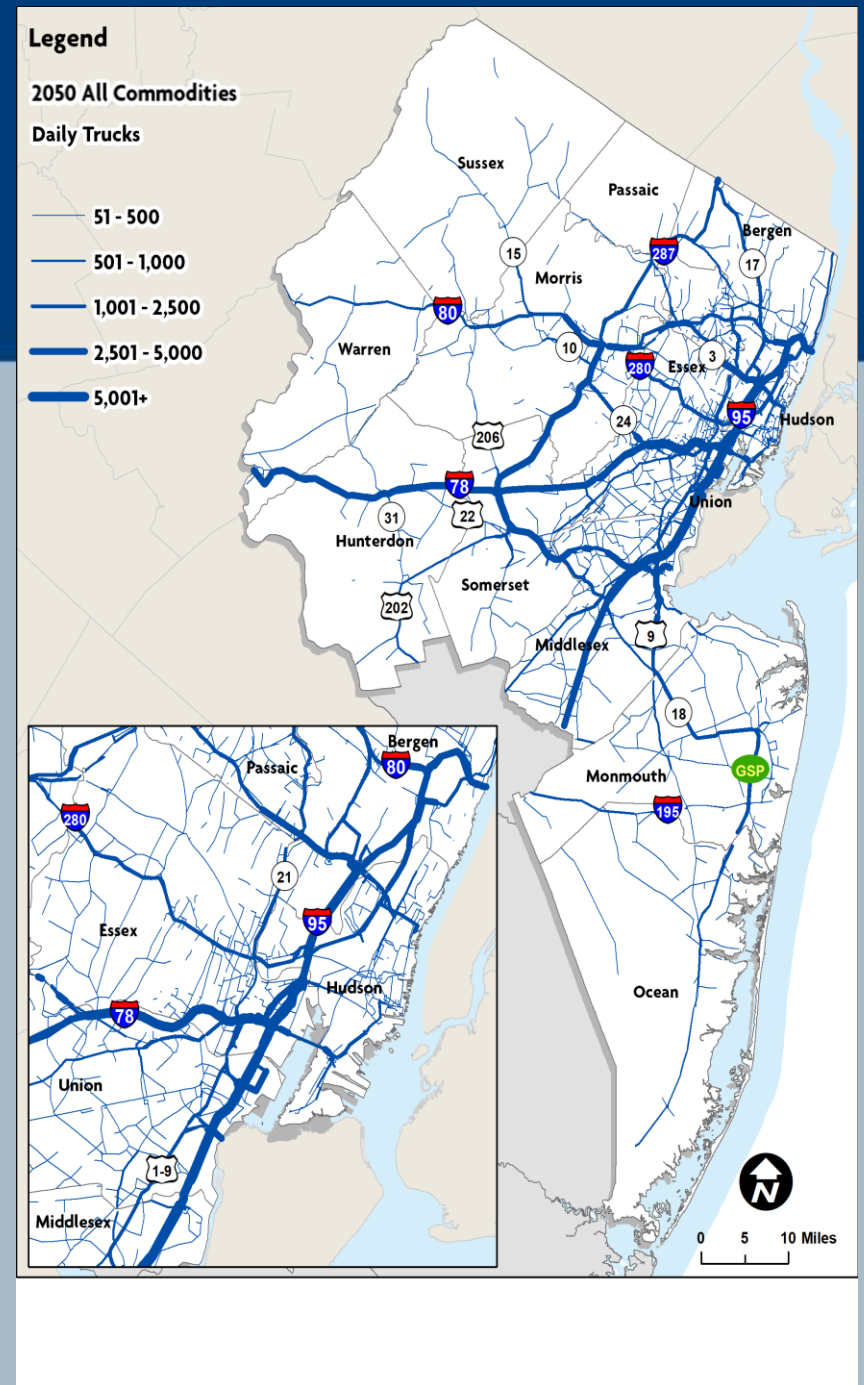 Legend
2050 All Commodities
Daily Trucks
51 - 500
501 - 1,000
1,001 - 2,500
2,501 - 5,000
5,001+
Sussex
Passaic
Bergen
287
17
15
Morris
80
Warren
10
280
Essex
3
95
Hudson
24
206
78
22
Union
31
Hunterdon
Somerset
202
Middlesex
9
18
Monmouth
GSP
195
Ocean
N
0 5 10 Miles
Bergen
Passaic
80
280
21
95
Essex
Hudson
78
Union
1-9
Middlesex